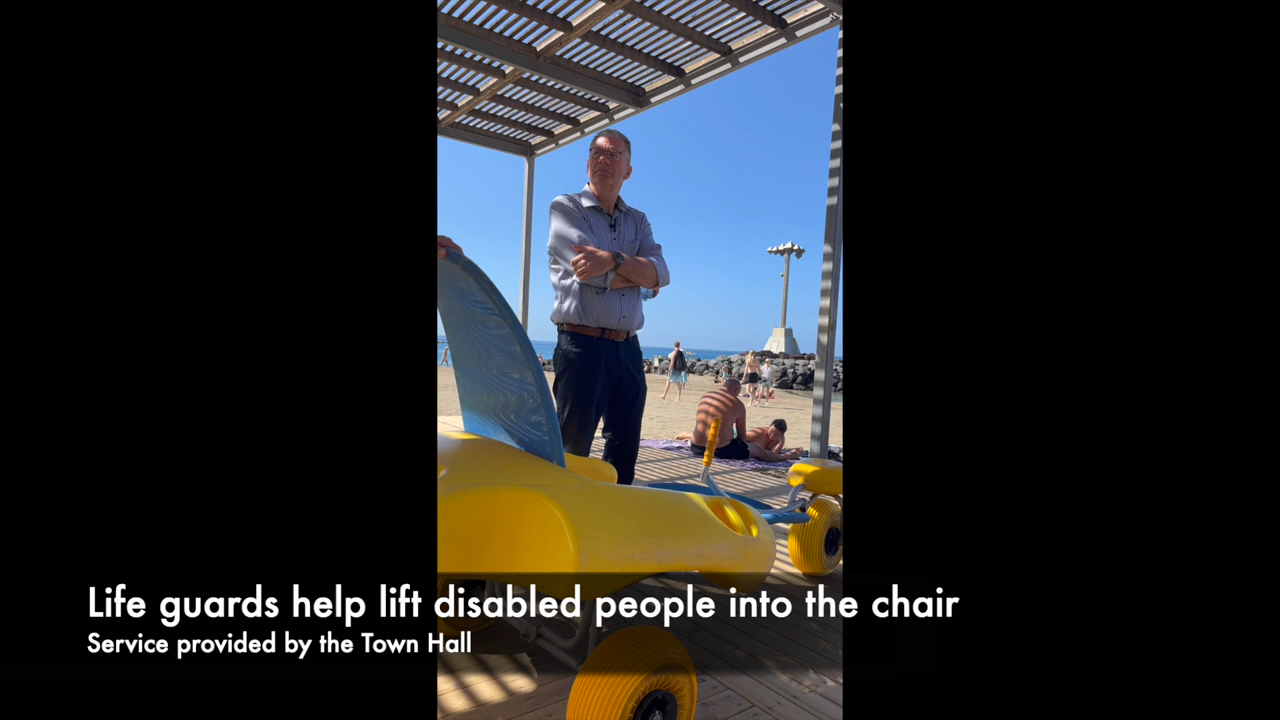 Life guards help lift disabled people into the chair
Service provided by the Town Hall